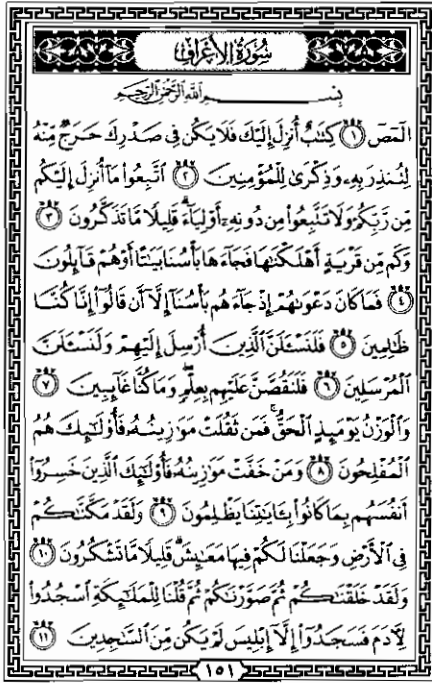 سُورَةُ الأَعْرَافِ
بِسْمِ اللَّهِ الرَّحْمَٰنِ الرَّحِيمِ
الٓمٓصٓ ﴿١﴾ كِتَٰبٌ أُنزِلَ إِلَيْكَ فَلَا يَكُن فِى صَدْرِكَ حَرَجٌ مِّنْهُ
لِتُنذِرَ بِهِۦ وَذِكْرَىٰ لِلْمُؤْمِنِينَ ﴿٢﴾ ٱتَّبِعُوا۟ مَآ أُنزِلَ إِلَيْكُم
مِّن رَّبِّكُمْ وَلَا تَتَّبِعُوا۟ مِن دُونِهِۦٓ أَوْلِيَآءَ ۗ قَلِيلًا مَّا تَذَكَّرُونَ ﴿٣﴾
وَكَم مِّن قَرْيَةٍ أَهْلَكْنَٰهَا فَجَآءَهَا بَأْسُنَا بَيَٰتًا أَوْ هُمْ قَآئِلُونَ
﴿٤﴾ فَمَا كَانَ دَعْوَىٰهُمْ إِذْ جَآءَهُم بَأْسُنَآ إِلَّآ أَن قَالُوٓا۟ إِنَّا كُنَّا
ظَٰلِمِينَ ﴿٥﴾ فَلَنَسْـَٔلَنَّ ٱلَّذِينَ أُرْسِلَ إِلَيْهِمْ وَلَنَسْـَٔلَنَّ
ٱلْمُرْسَلِينَ ﴿٦﴾ فَلَنَقُصَّنَّ عَلَيْهِم بِعِلْمٍ ۖ وَمَا كُنَّا غَآئِبِينَ ﴿٧﴾
وَٱلْوَزْنُ يَوْمَئِذٍ ٱلْحَقُّ ۚ فَمَن ثَقُلَتْ مَوَٰزِينُهُۥ فَأُو۟لَٰٓئِكَ هُمُ
ٱلْمُفْلِحُونَ ﴿٨﴾ وَمَنْ خَفَّتْ مَوَٰزِينُهُۥ فَأُو۟لَٰٓئِكَ ٱلَّذِينَ خَسِرُوٓا۟
أَنفُسَهُم بِمَا كَانُوا۟ بِـَٔايَٰتِنَا يَظْلِمُونَ ﴿٩﴾ وَلَقَدْ مَكَّنَّٰكُمْ
فِى ٱلْأَرْضِ وَجَعَلْنَا لَكُمْ فِيهَا مَعَٰيِشَ ۗ قَلِيلًا مَّا تَشْكُرُونَ ﴿١٠﴾
وَلَقَدْ خَلَقْنَٰكُمْ ثُمَّ صَوَّرْنَٰكُمْ ثُمَّ قُلْنَا لِلْمَلَٰٓئِكَةِ ٱسْجُدُوا۟
لِـَٔادَمَ فَسَجَدُوٓا۟ إِلَّآ إِبْلِيسَ لَمْ يَكُن مِّنَ ٱلسَّٰجِدِينَ ﴿١١﴾
١٥١